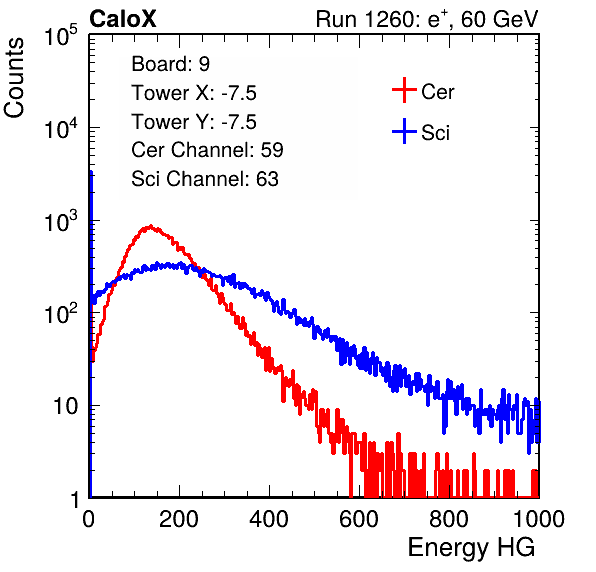 CaloX Run 1260: e⁺, 60 GeV
Counts
10⁵
10⁴
10³
10²
10
1
Board: 9
Tower X: -7.5
Tower Y: -7.5
Cer Channel: 59
Sci Channel: 63
Cer
Sci
0 200 400 600 800 1000
Energy HG